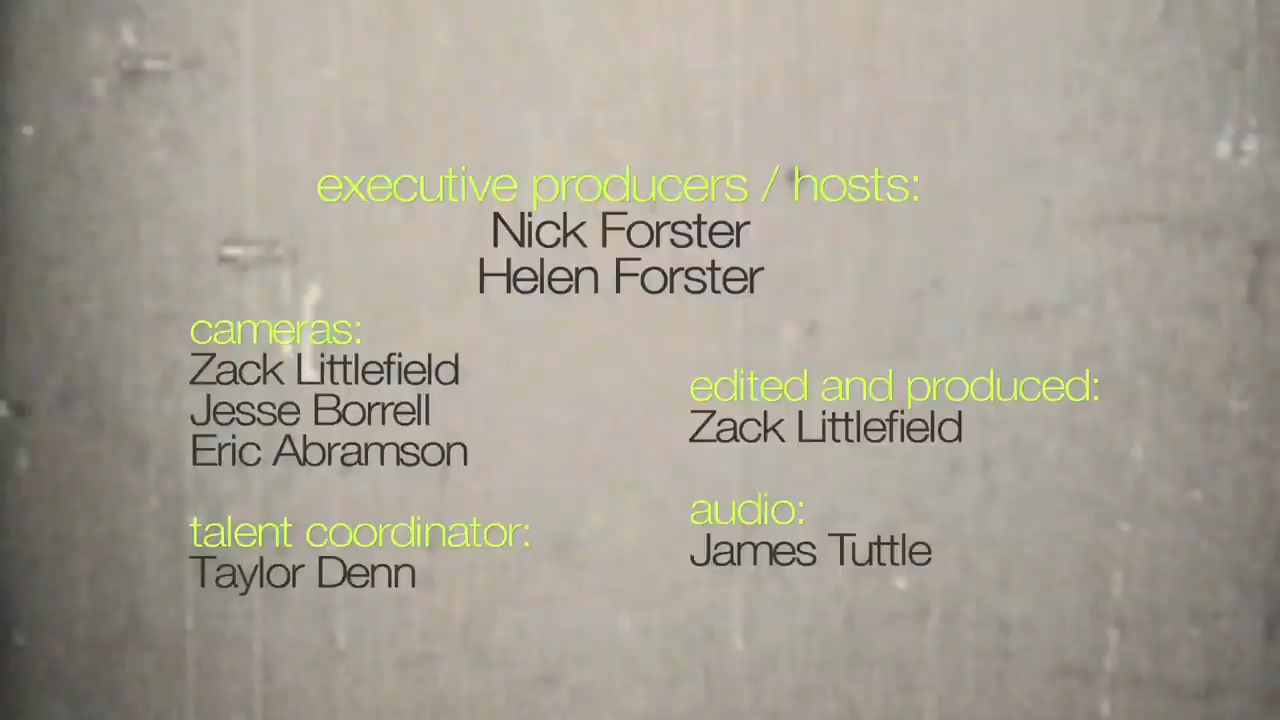 executive producers / hosts:
Nick Forster
Helen Forster
cameras:
Zack Littlefield
Jesse Borrell
Eric Abramson
talent coordinator:
Taylor Denn
edited and produced:
Zack Littlefield
audio:
James Tuttle